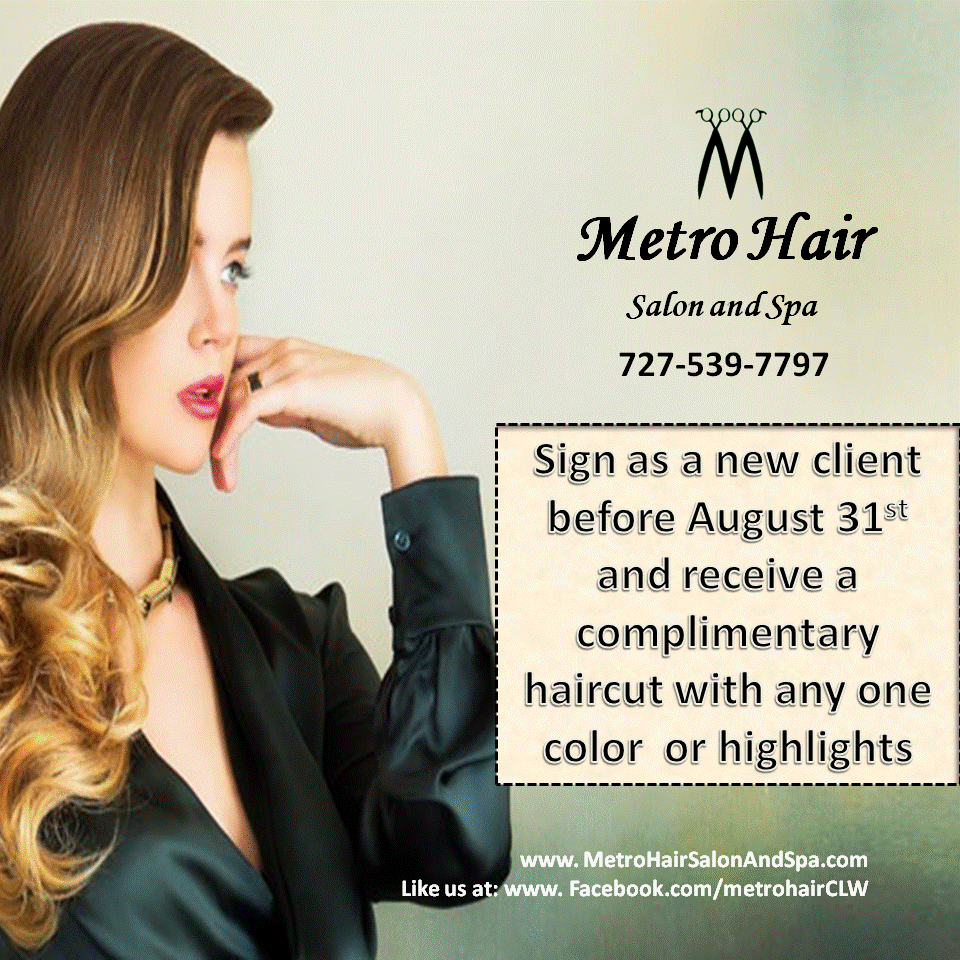 Metro Hair
Salon and Spa
727-539-7797
Sign as a new client
before August 31st
and receive a
complimentary
haircut with any one
color  or highlights
www. MetroHairSalonAndSpa.com
Like us at: www. Facebook.com/metrohairCLW